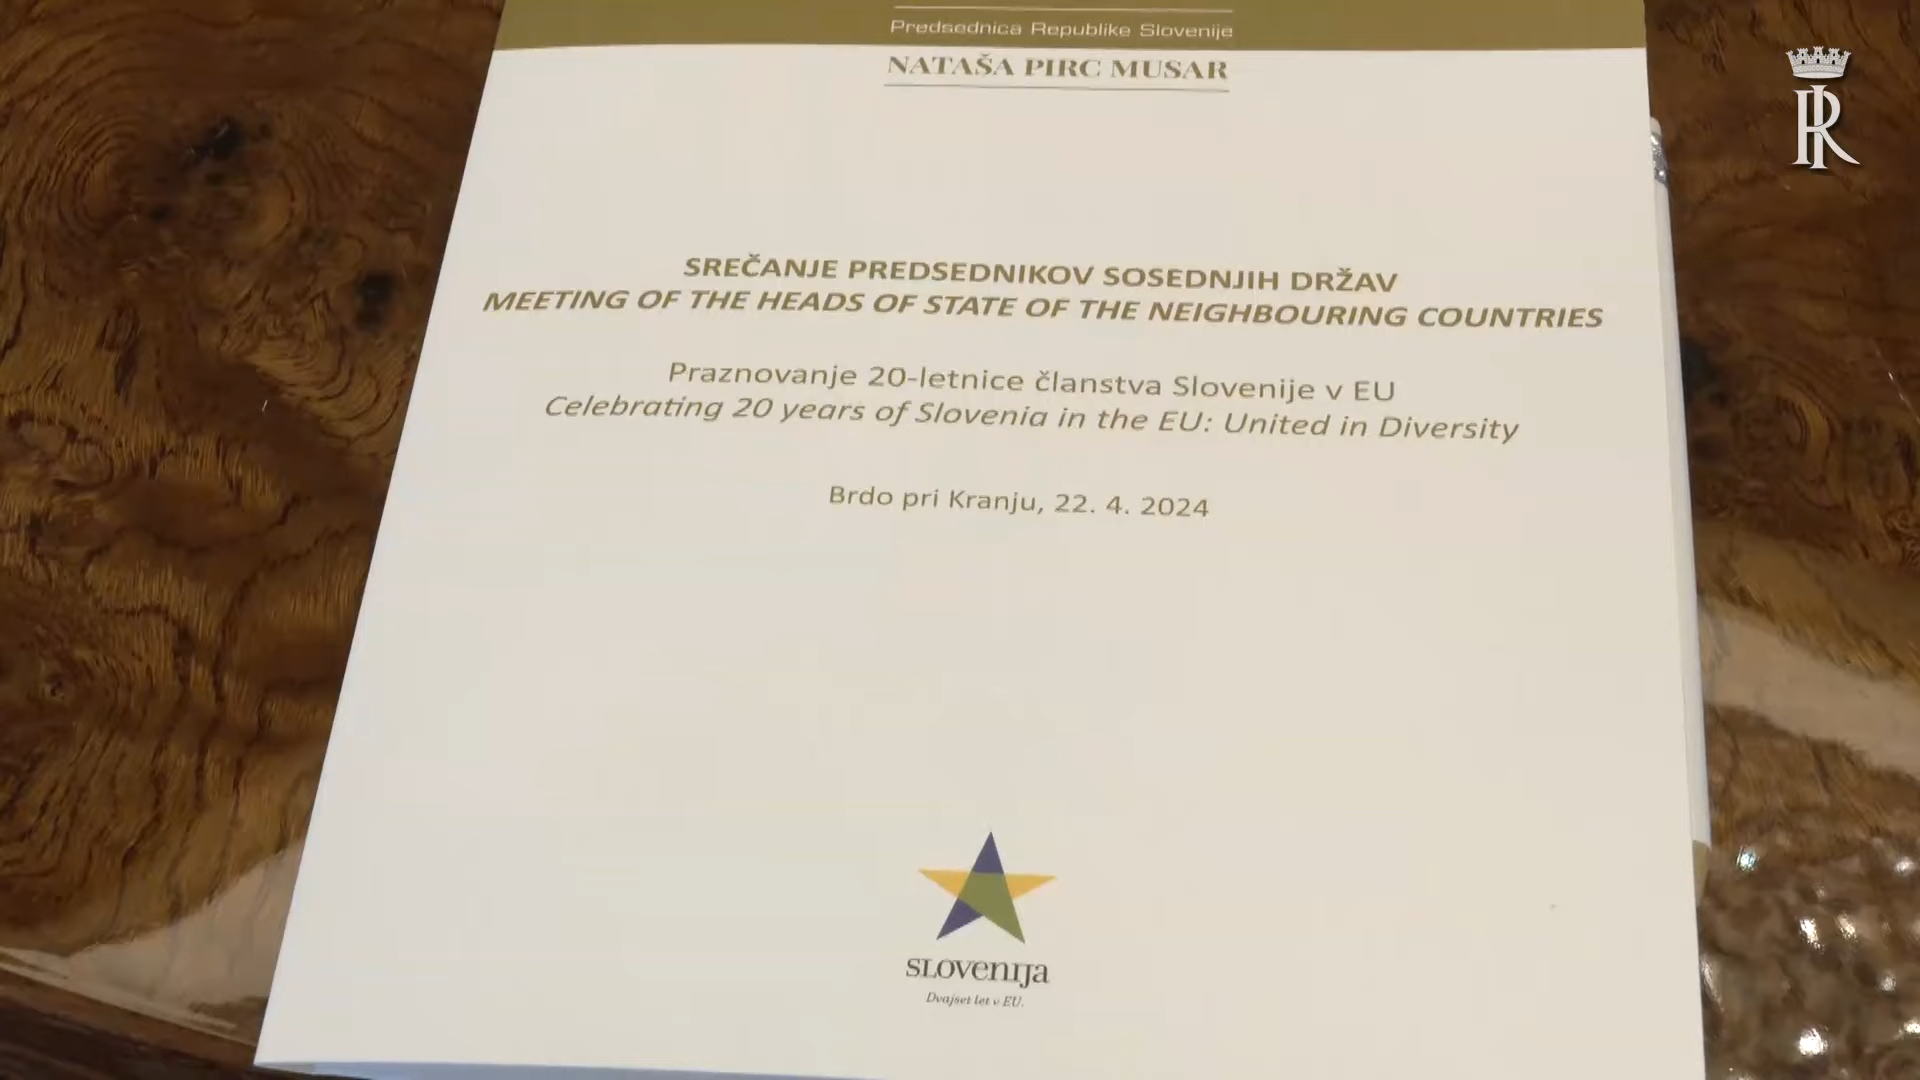 Predsednica Republike Slovenije
NATAŠA PIRC MUSAR
SREČANJE PREDSEDNIKOV SOSEDNJIH DRŽAV
MEETING OF THE HEADS OF STATE OF THE NEIGHBOURING COUNTRIES
Praznovanje 20-letnice članstva Slovenije v EU
Celebrating 20 years of Slovenia in the EU: United in Diversity
Brdo pri Kranju, 22. 4. 2024
SLOVENIJA
Dvajset let v EU.